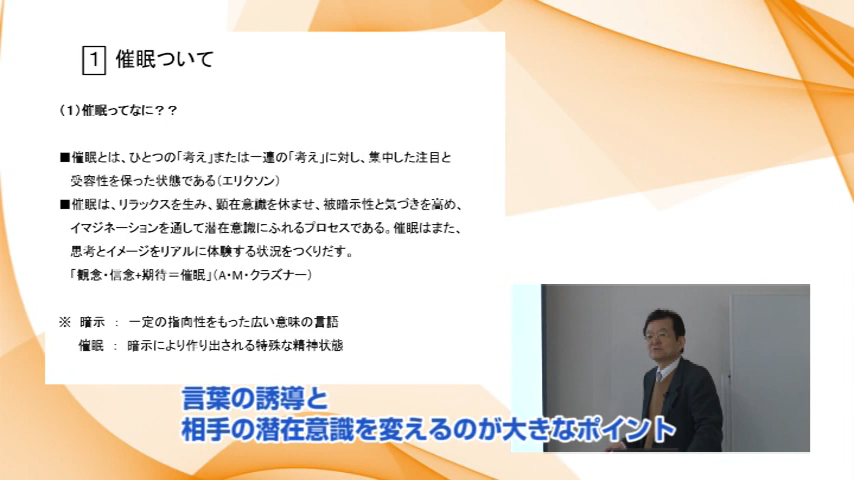 1 催眠ついて
（１）催眠ってなに？？
■催眠とは、ひとつの「考え」または一連の「考え」に対し、集中した注目と
受容性を保った状態である（エリクソン）
■催眠は、リラックスを生み、顕在意識を休ませ、被暗示性と気づきを高め、
イマジネーションを通して潜在意識にふれるプロセスである。催眠はまた、
思考とイメージをリアルに体験する状況をつくりだす。
「観念・信念+期待＝催眠」（A・M・クラズナー）
※ 暗示 ： 一定の指向性をもった広い意味の言語
催眠 ： 暗示により作り出される特殊な精神状態
言葉の誘導と
相手の潜在意識を変えるのが大きなポイント